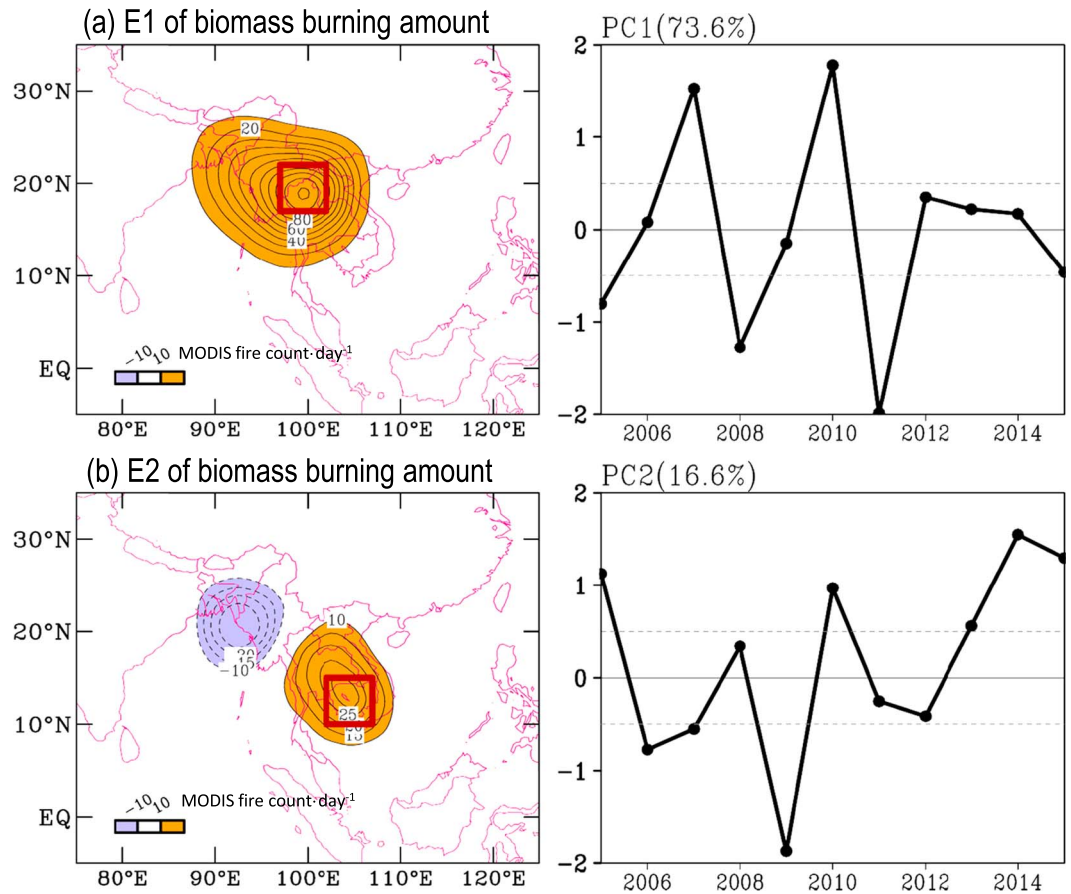 (a) E1 of biomass burning amount
PC1(73.6%)
30°N
20°N
10°N
EQ
20
80
60
40
−10 10 MODIS fire count·day-1
80°E 90°E 100°E 110°E 120°E
2
1
0
-1
-2
2006 2008 2010 2012 2014
(b) E2 of biomass burning amount
PC2(16.6%)
30°N
20°N
10°N
EQ
10
20
15
−10
25
20
15
−10 10 MODIS fire count·day-1
80°E 90°E 100°E 110°E 120°E
2
1
0
-1
-2
2006 2008 2010 2012 2014